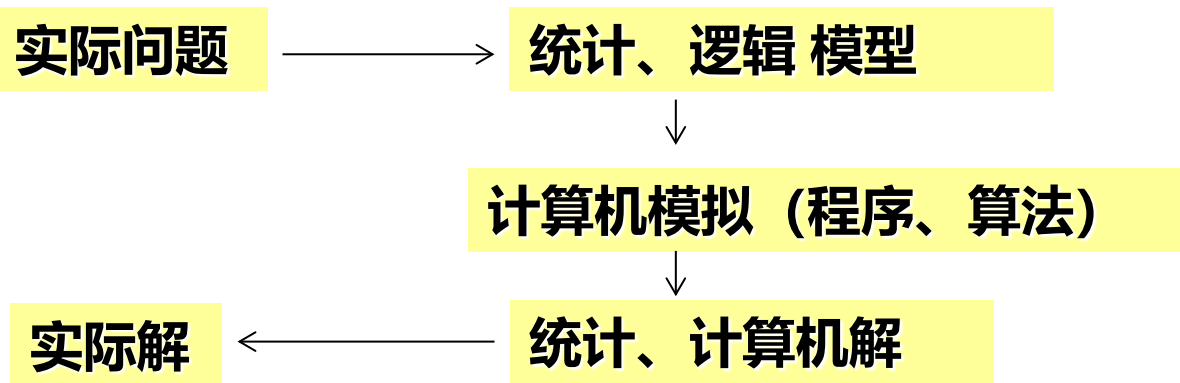 实际问题
统计、逻辑 模型
计算机模拟（程序、算法）
统计、计算机解
实际解